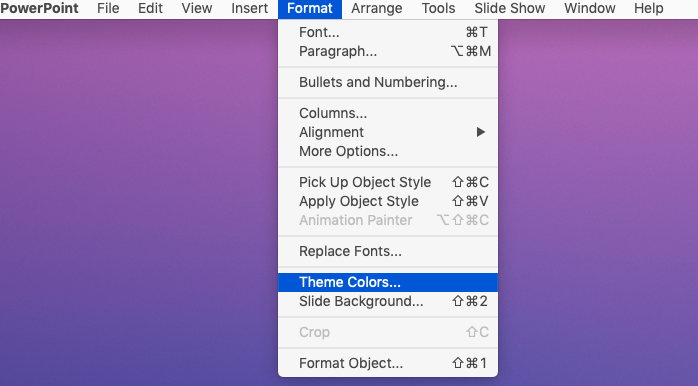 PowerPoint File Edit View Insert Format Arrange Tools Slide Show Window Help
Font... ⌘T
Paragraph... ⌥⌘M
Bullets and Numbering...
Columns...
Alignment ▶
More Options...
Pick Up Object Style ⇧⌘C
Apply Object Style ⇧⌘V
Animation Painter ⌥⇧⌘C
Replace Fonts...
Theme Colors...
Slide Background... ⇧⌘2
Crop ⇧C
Format Object... ⇧⌘1